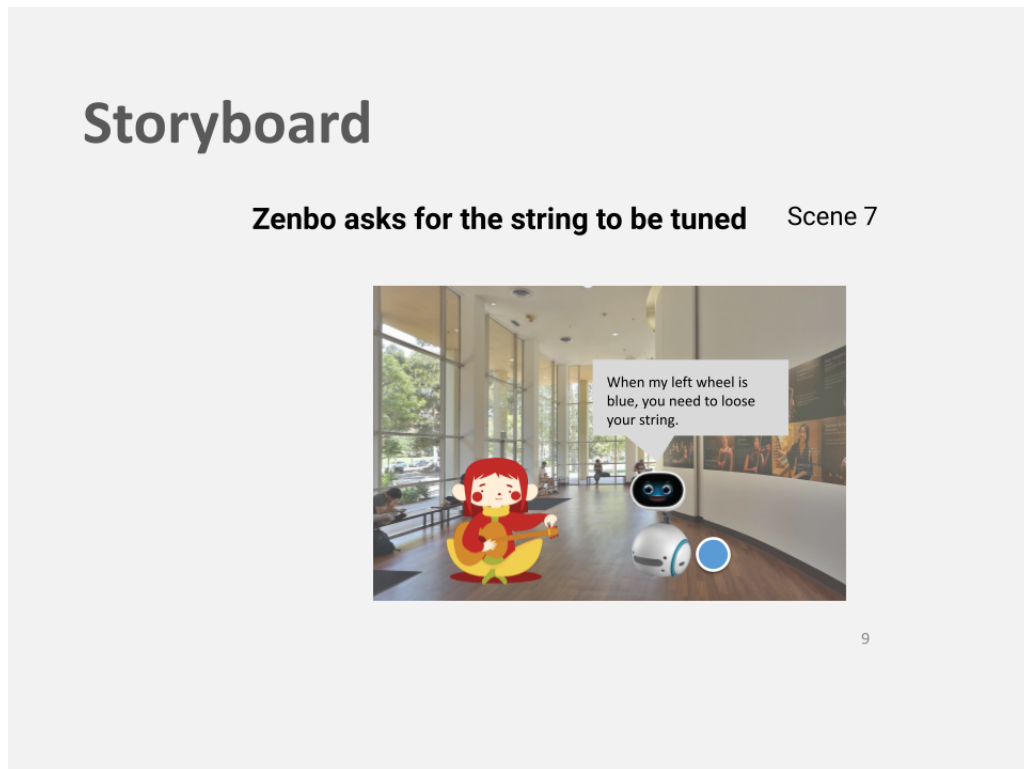 Storyboard
Zenbo asks for the string to be tuned
Scene 7
When my left wheel is
blue, you need to loose
your string.
9